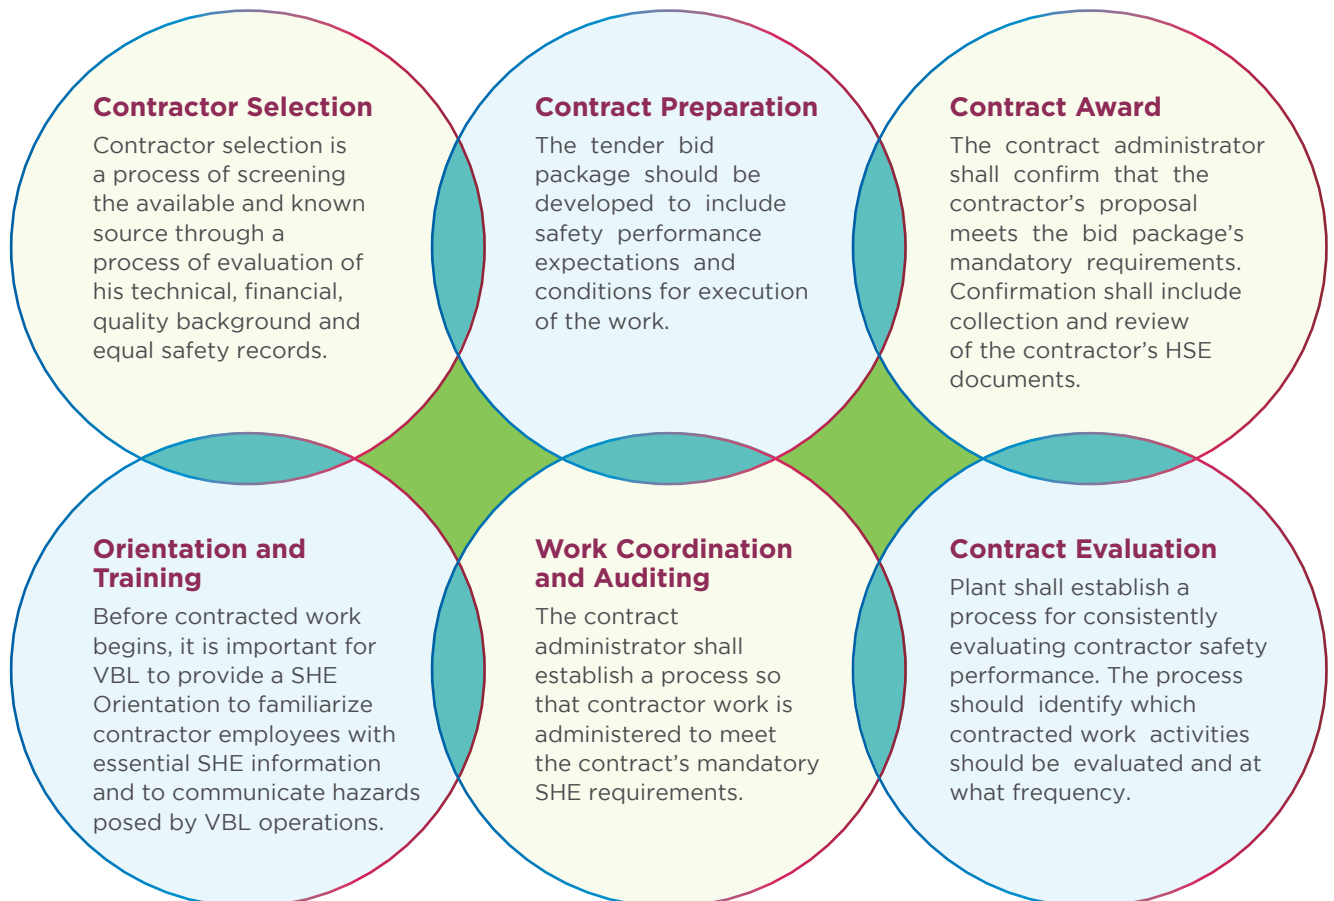 Contractor Selection
Contractor selection is
a process of screening
the available and known
source through a
process of evaluation of
his technical, financial,
quality background and
equal safety records.
Contract Preparation
The tender bid
package should be
developed to include
safety performance
expectations and
conditions for execution
of the work.
Contract Award
The contract administrator
shall confirm that the
contractor's proposal
meets the bid package's
mandatory requirements.
Confirmation shall include
collection and review
of the contractor's HSE
documents.
Orientation and
Training
Before contracted work
begins, it is important for
VBL to provide a SHE
Orientation to familiarize
contractor employees with
essential SHE information
and to communicate hazards
posed by VBL operations.
Work Coordination
and Auditing
The contract
administrator shall
establish a process so
that contractor work is
administered to meet
the contract's mandatory
SHE requirements.
Contract Evaluation
Plant shall establish a
process for consistently
evaluating contractor safety
performance. The process
should identify which
contracted work activities
should be evaluated and at
what frequency.